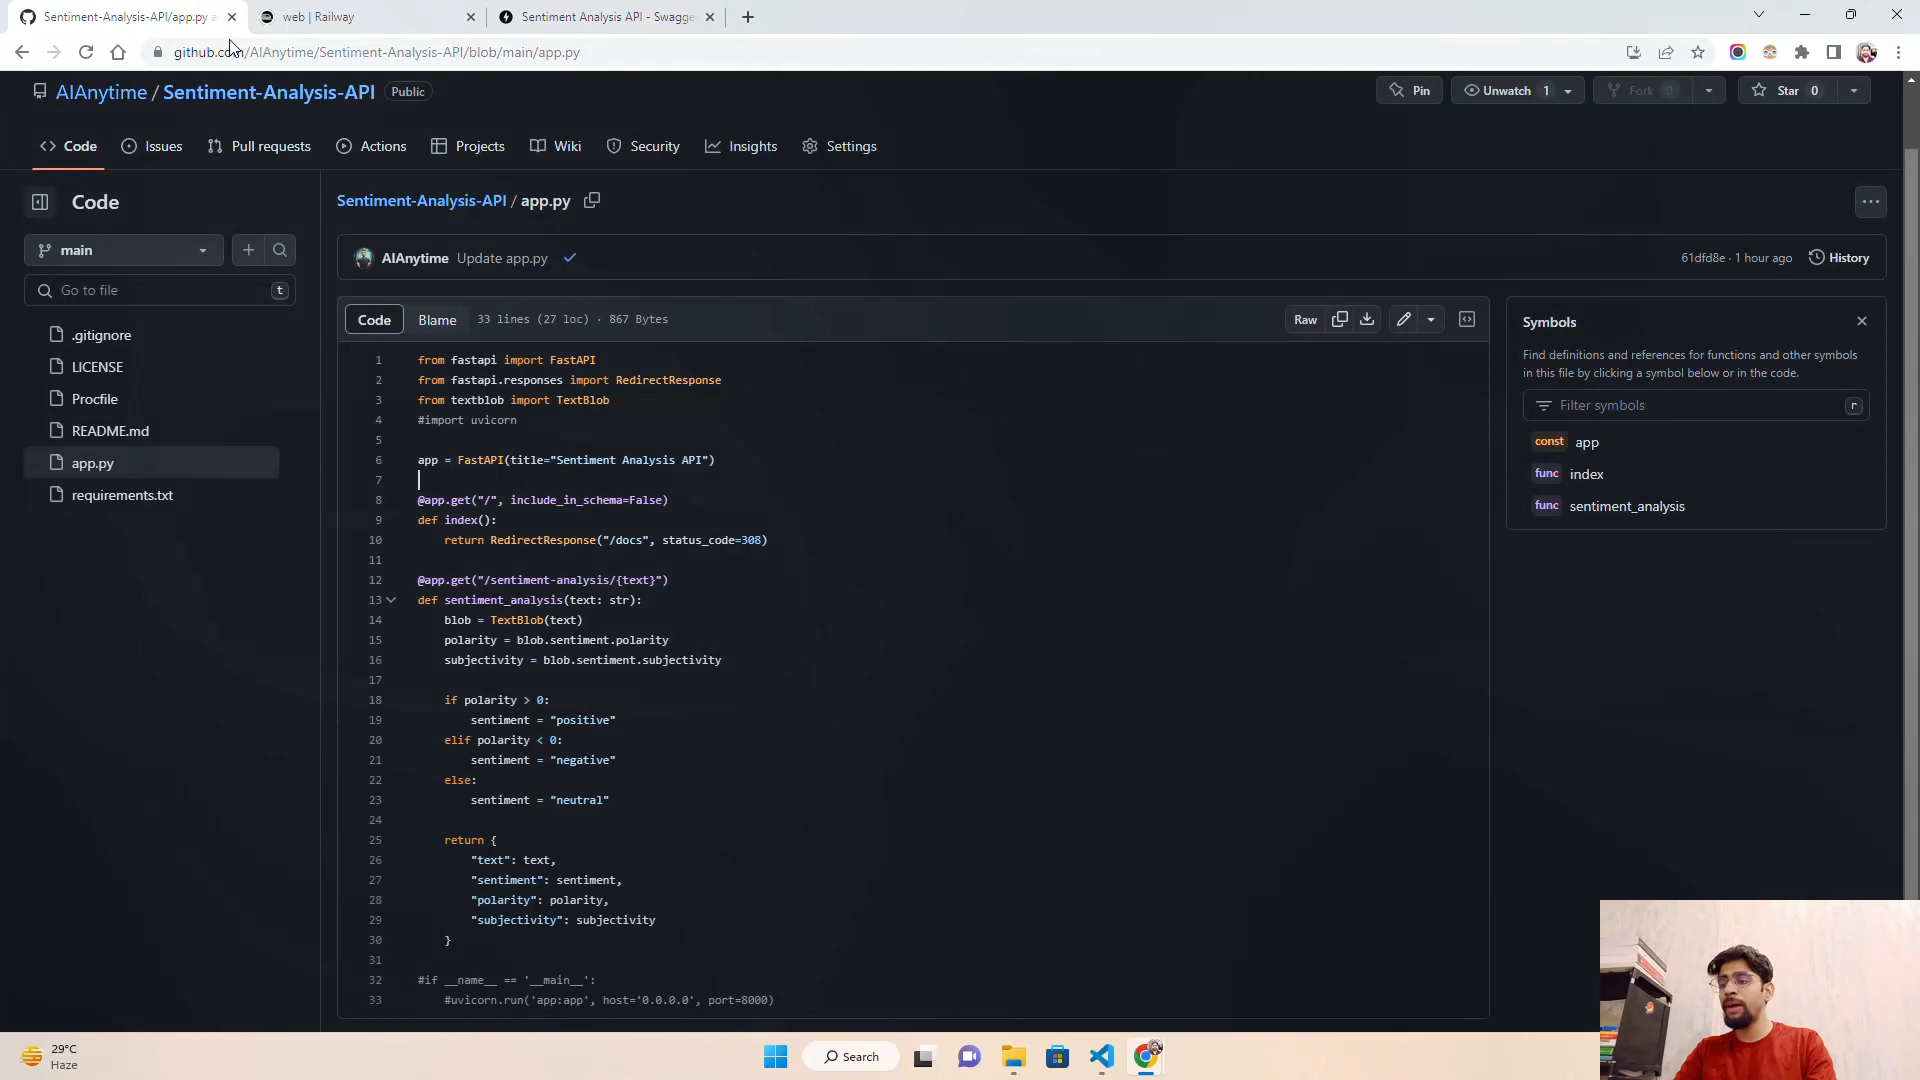 Sentiment-Analysis-API/app.py a
web | Railway
Sentiment Analysis API - Swagge
github.com/AIAnytime/Sentiment-Analysis-API/blob/main/app.py
AIAnytime / Sentiment-Analysis-API Public
Pin
Unwatch 1
Fork 0
Star 0
Code
Issues
Pull requests
Actions
Projects
Wiki
Security
Insights
Settings
Code
main
Go to file t
.gitignore
LICENSE
Procfile
README.md
app.py
requirements.txt
Sentiment-Analysis-API / app.py
AIAnytime Update app.py
61dfd8e · 1 hour ago History
Code Blame 33 lines (27 loc) · 867 Bytes
Raw
1 from fastapi import FastAPI
2 from fastapi.responses import RedirectResponse
3 from textblob import TextBlob
4 #import uvicorn
5
6 app = FastAPI(title="Sentiment Analysis API")
7
8 @app.get("/", include_in_schema=False)
9 def index():
10 return RedirectResponse("/docs", status_code=308)
11
12 @app.get("/sentiment-analysis/{text}")
13 def sentiment_analysis(text: str):
14 blob = TextBlob(text)
15 polarity = blob.sentiment.polarity
16 subjectivity = blob.sentiment.subjectivity
17
18 if polarity > 0:
19 sentiment = "positive"
20 elif polarity < 0:
21 sentiment = "negative"
22 else:
23 sentiment = "neutral"
24
25 return {
26 "text": text,
27 "sentiment": sentiment,
28 "polarity": polarity,
29 "subjectivity": subjectivity
30 }
31
32 #if __name__ == '__main__':
33 #uvicorn.run('app:app', host='0.0.0.0', port=8000)
Symbols
Find definitions and references for functions and other symbols
in this file by clicking a symbol below or in the code.
Filter symbols r
const app
func index
func sentiment_analysis
29°C
Haze
Search